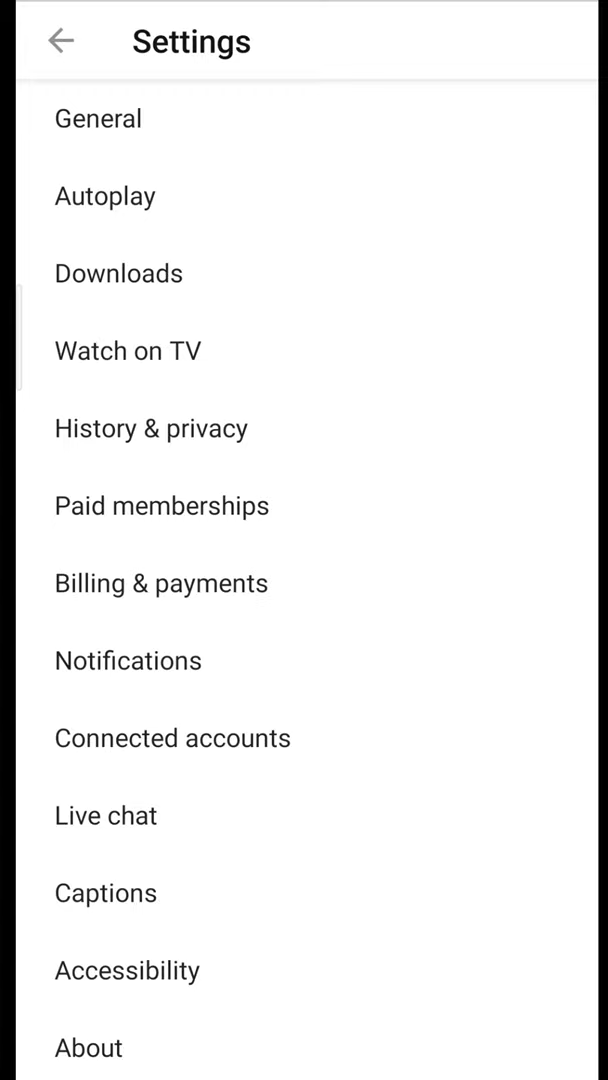 Settings
General
Autoplay
Downloads
Watch on TV
History & privacy
Paid memberships
Billing & payments
Notifications
Connected accounts
Live chat
Captions
Accessibility
About